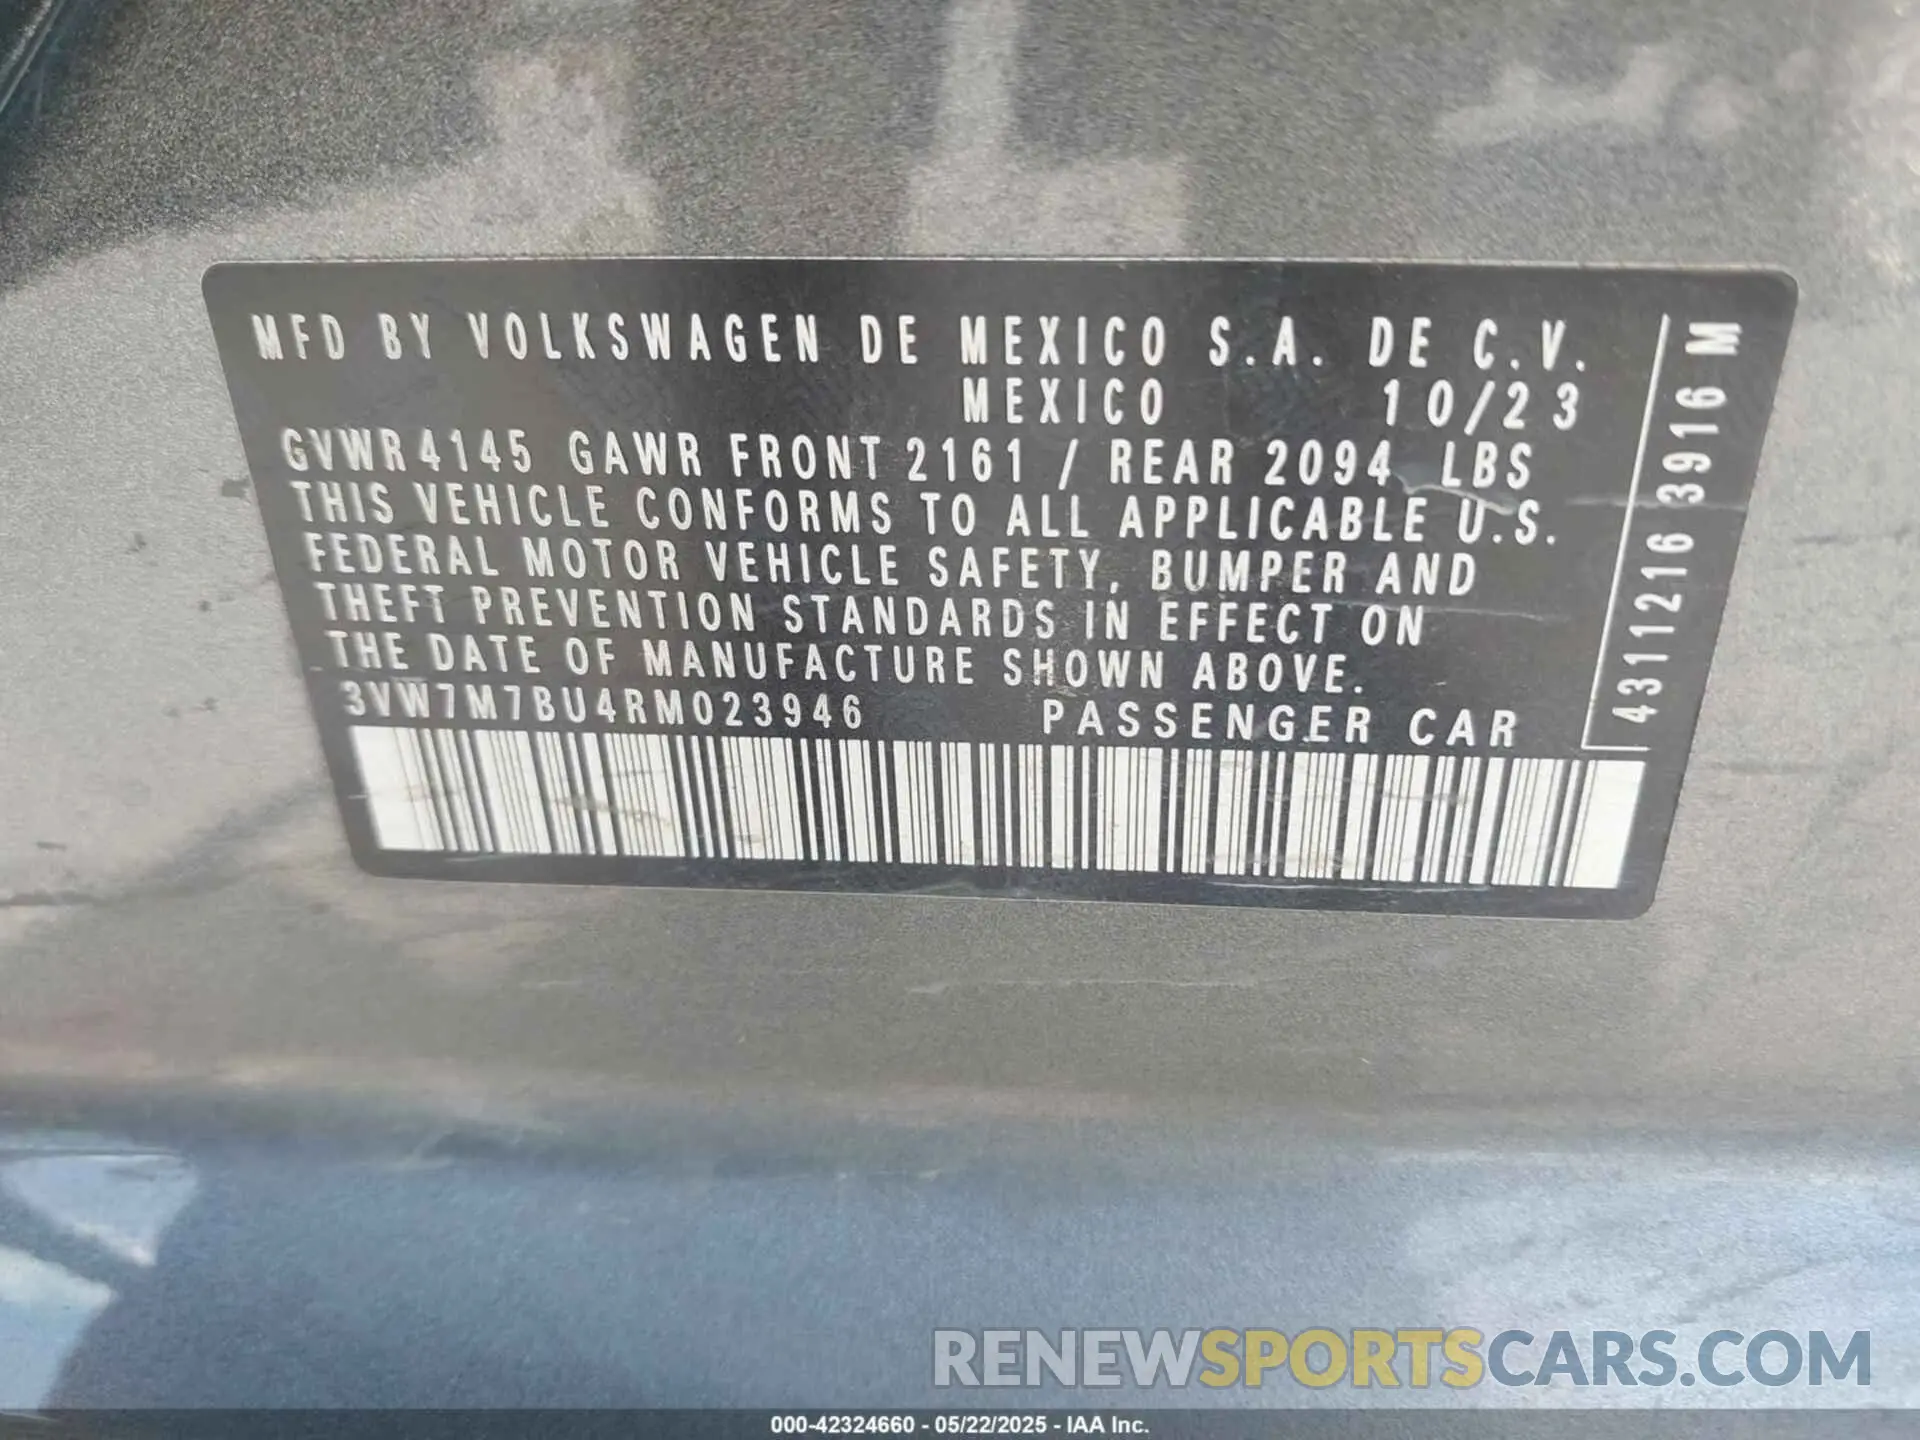 MFD BY VOLKSWAGEN DE MEXICO S.A. DE C.V.
MEXICO 10/23
GVWR 4145 GAWR FRONT 2161 / REAR 2094 LBS
THIS VEHICLE CONFORMS TO ALL APPLICABLE U.S.
FEDERAL MOTOR VEHICLE SAFETY, BUMPER AND
THEFT PREVENTION STANDARDS IN EFFECT ON
THE DATE OF MANUFACTURE SHOWN ABOVE.
3VW7M7BU4RM023946 PASSENGER CAR
4311216 3916 M
RENEWSPORTSCARS.COM
000-42324660 - 05/22/2025 - IAA Inc.